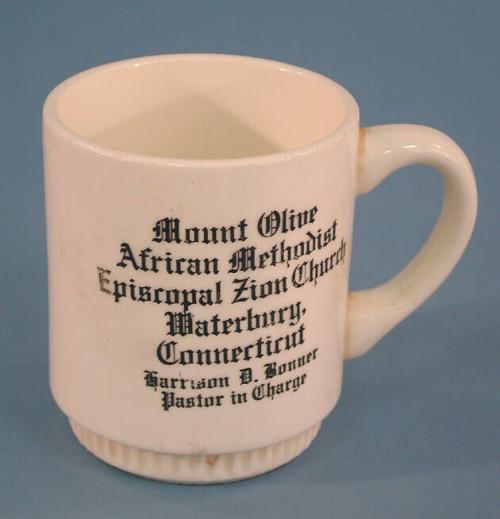 Mount Olive
African Methodist
Episcopal Zion Church
Waterbury,
Connecticut
Harrison D. Bonner
Pastor in Charge